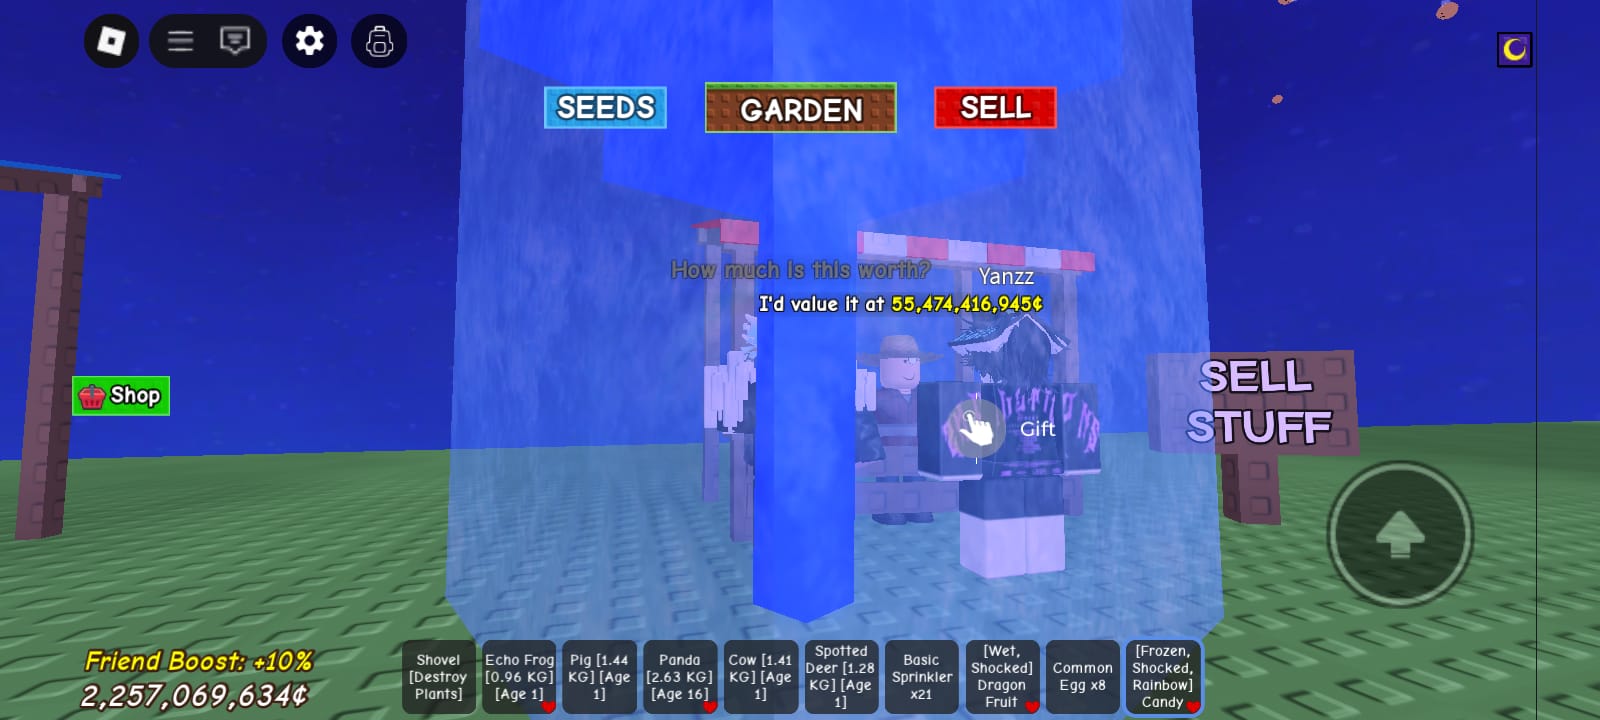 SEEDS
GARDEN
SELL
How much is this worth?
Yanzz
I'd value it at 55,474,416,945¢
Shop
Gift
SELL
STUFF
Friend Boost: +10%
2,257,069,634¢
Shovel
[Destroy
Plants]
Echo Frog
[0.96 KG]
[Age 1]
Pig [1.44
KG] [Age
1]
Panda
[2.63 KG]
[Age 16]
Cow [1.41
KG] [Age
1]
Spotted
Deer [1.28
KG] [Age
1]
Basic
Sprinkler
x21
[Wet,
Shocked]
Dragon
Fruit
Common
Egg x8
[Frozen,
Shocked,
Rainbow]
Candy